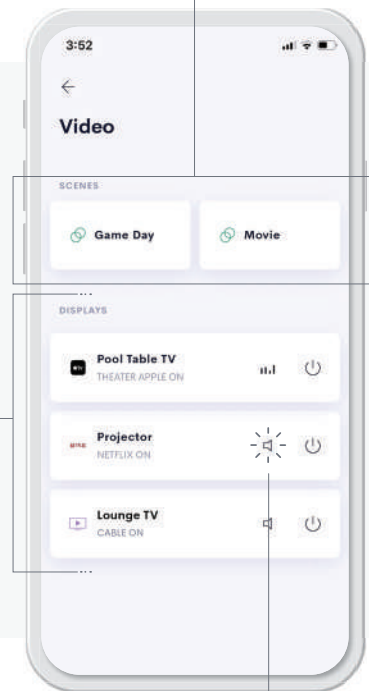 3:52
Video
SCENES
Game Day
Movie
DISPLAYS
Pool Table TV
THEATER APPLE ON
Projector
NETFLIX ON
Lounge TV
CABLE ON